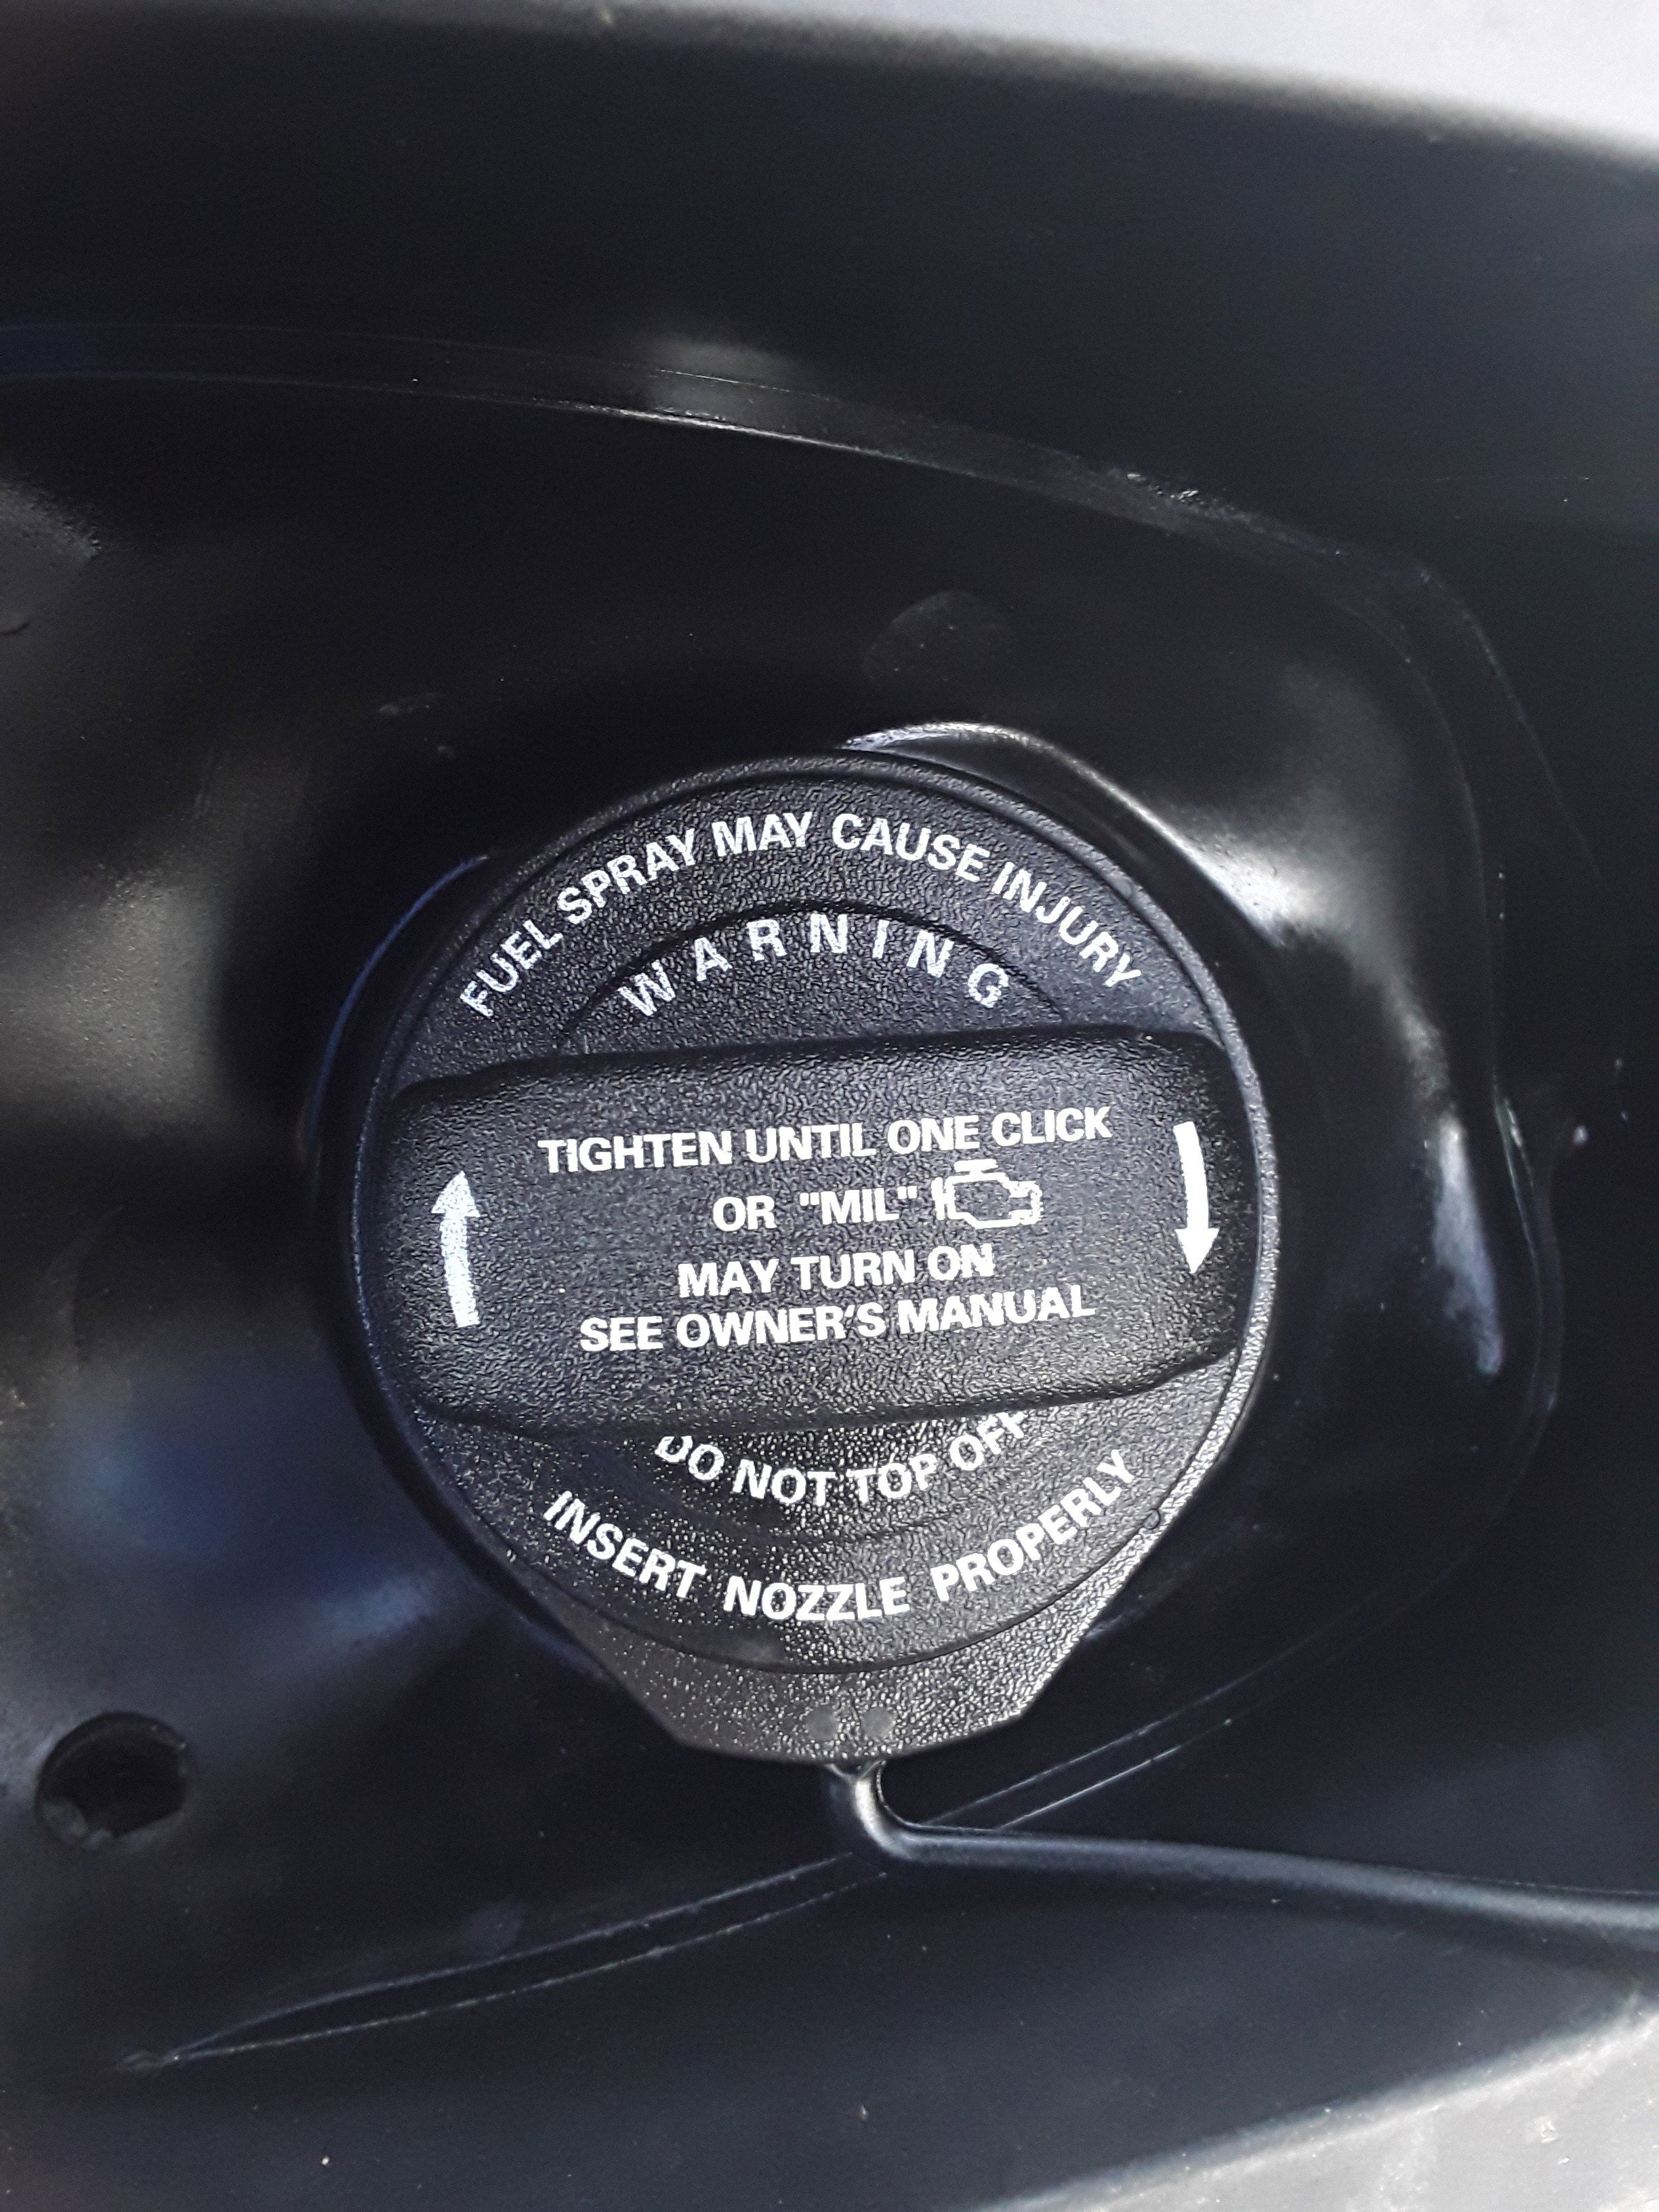 FUEL SPRAY MAY CAUSE INJURY
WARNING
TIGHTEN UNTIL ONE CLICK
OR "MIL"
MAY TURN ON
SEE OWNER'S MANUAL
DO NOT TOP OFF
INSERT NOZZLE PROPERLY